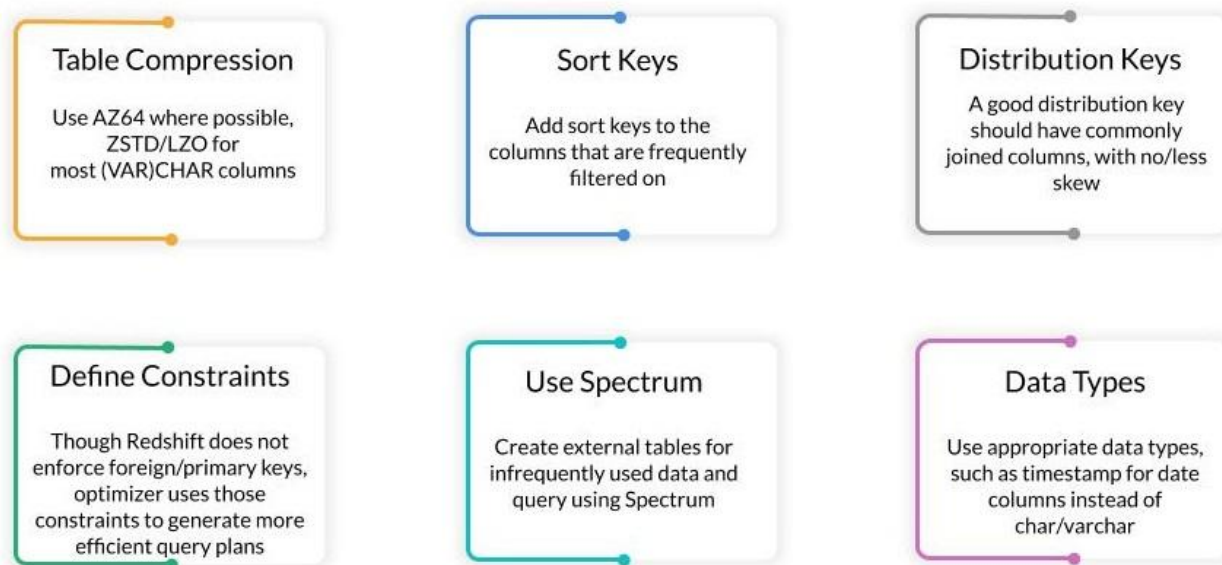 Table Compression
Use AZ64 where possible,
ZSTD/LZO for
most (VAR)CHAR columns
Sort Keys
Add sort keys to the
columns that are frequently
filtered on
Distribution Keys
A good distribution key
should have commonly
joined columns, with no/less
skew
Define Constraints
Though Redshift does not
enforce foreign/primary keys,
optimizer uses those
constraints to generate more
efficient query plans
Use Spectrum
Create external tables for
infrequently used data and
query using Spectrum
Data Types
Use appropriate data types,
such as timestamp for date
columns instead of
char/varchar